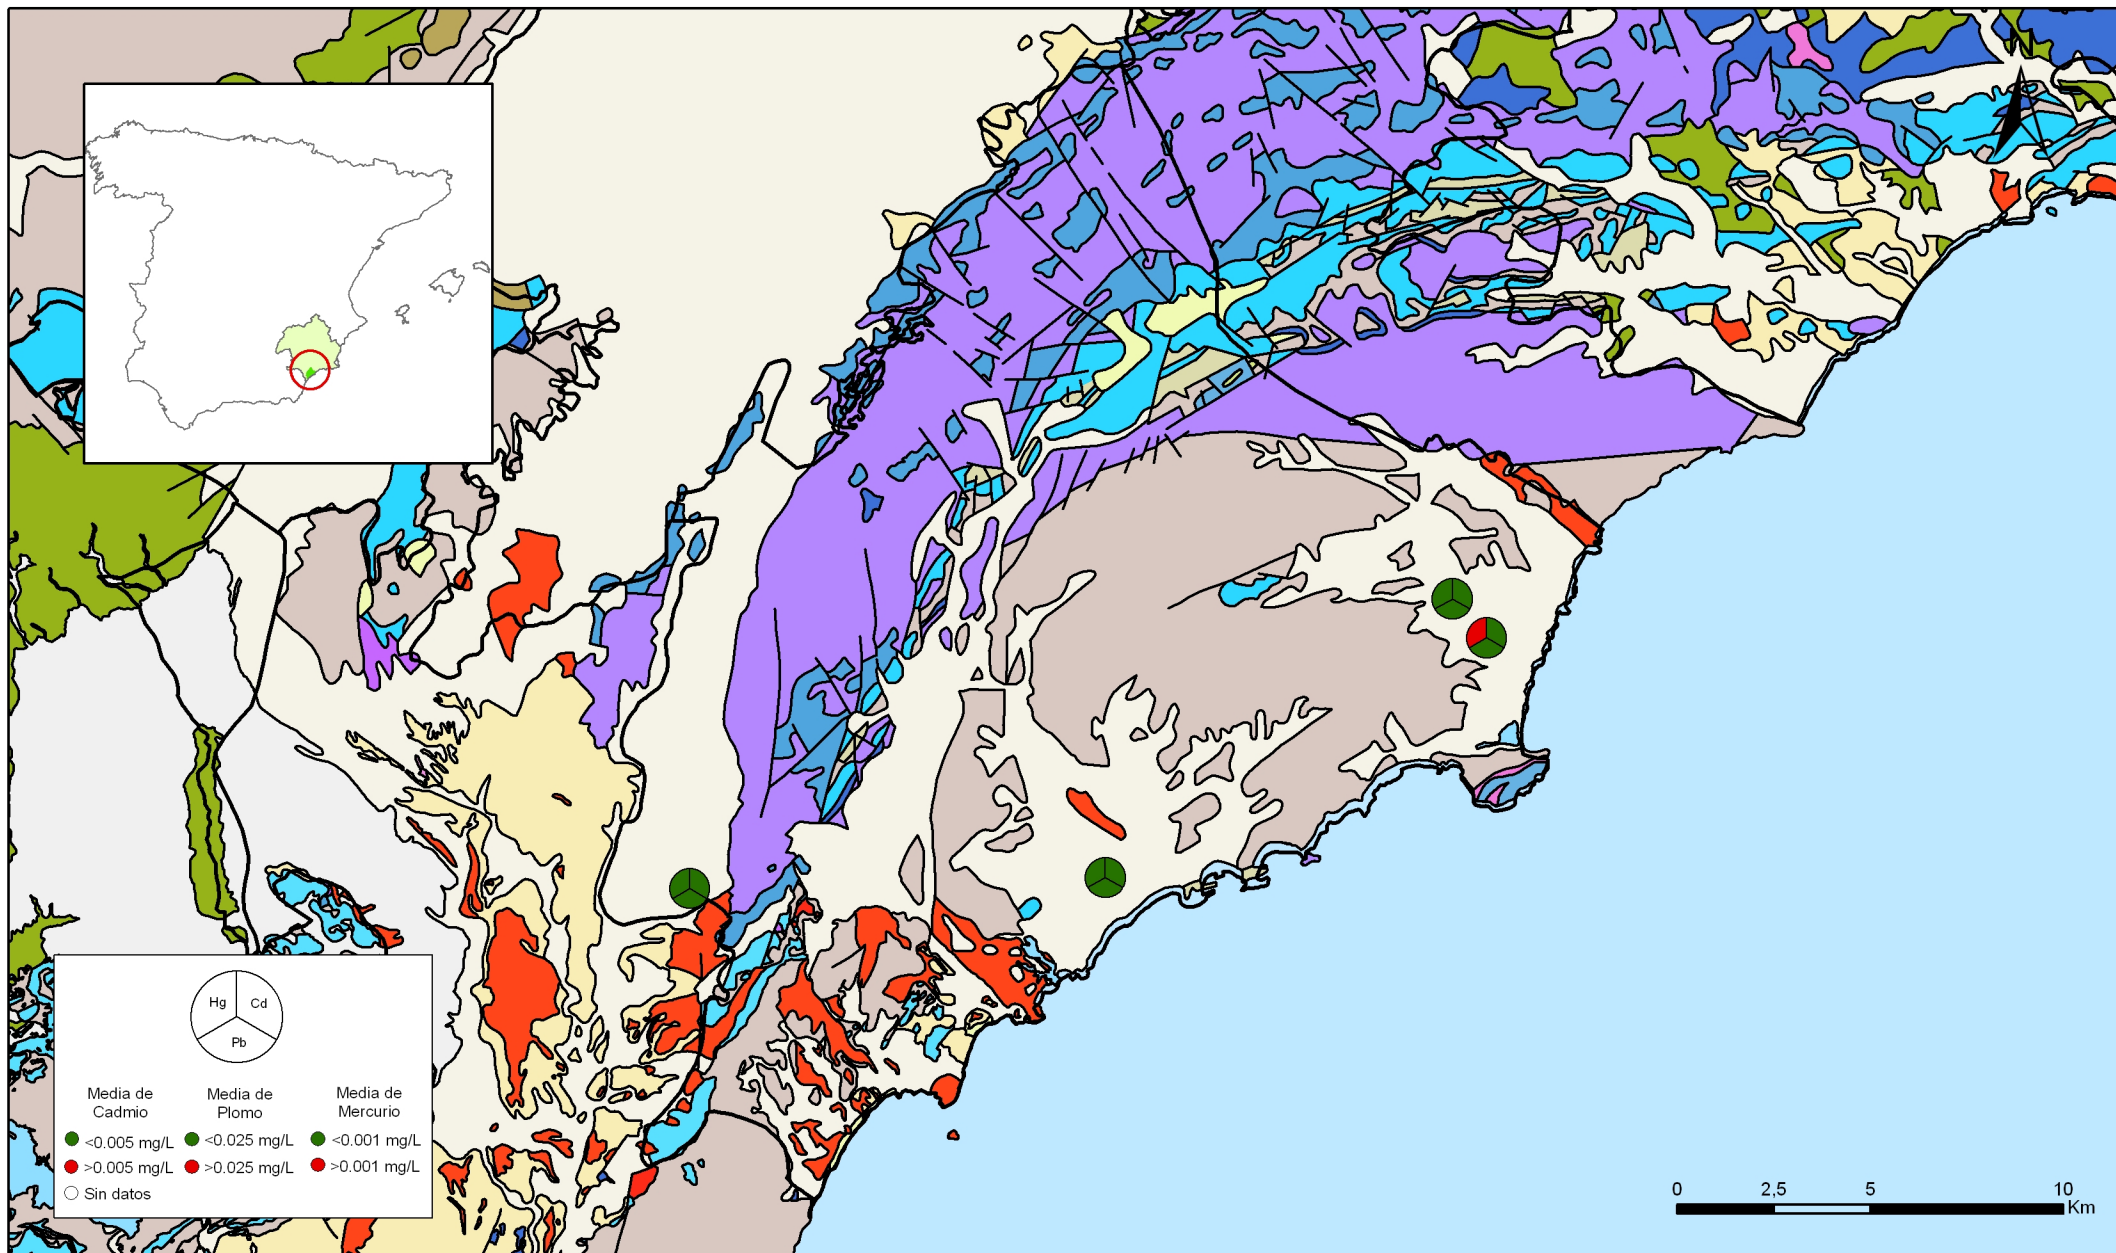 N
Hg Cd
Pb
Media de Cadmio
Media de Plomo
Media de Mercurio
<0.005 mg/L <0.025 mg/L <0.001 mg/L
>0.005 mg/L >0.025 mg/L >0.001 mg/L
Sin datos
0 2,5 5 10
Km